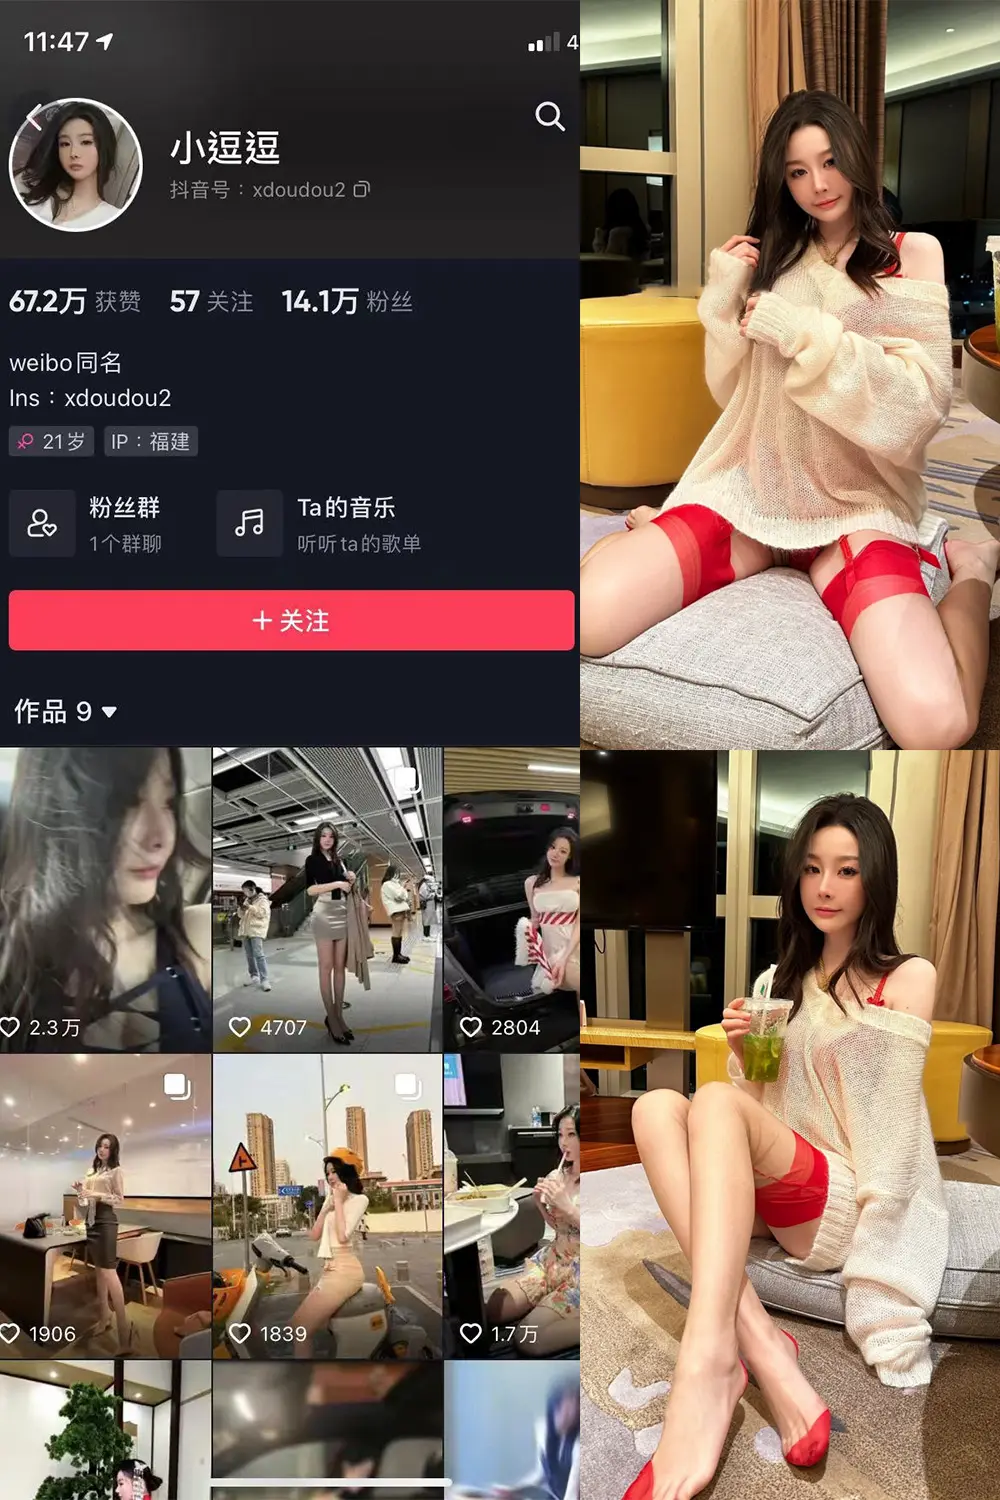 11:47
4
小逗逗
抖音号：xdoudou2
67.2万 获赞 57 关注 14.1万 粉丝
weibo同名
Ins：xdoudou2
21岁 IP：福建
粉丝群
1个群聊
Ta的音乐
听听ta的歌单
+ 关注
作品 9
2.3万
4707
2804
1906
1839
1.7万